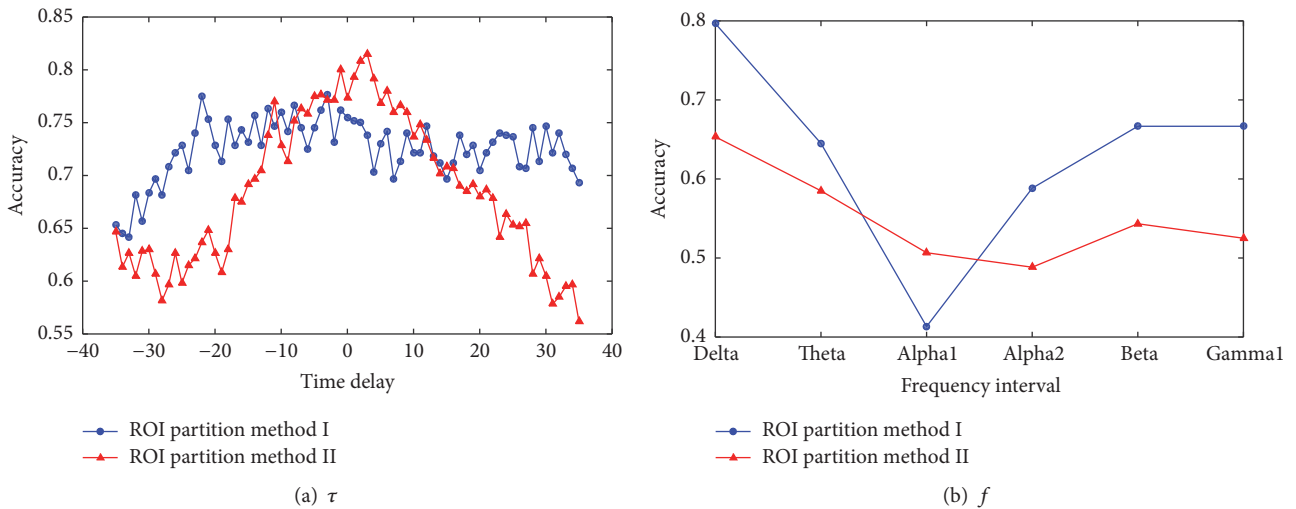 0.85
0.8
0.75
0.7
0.65
0.6
0.55
Accuracy
−40 −30 −20 −10 0 10 20 30 40
Time delay
ROI partition method I
ROI partition method II
(a) τ
0.8
0.7
0.6
0.5
0.4
Accuracy
Delta Theta Alpha1 Alpha2 Beta Gamma1
Frequency interval
ROI partition method I
ROI partition method II
(b) f